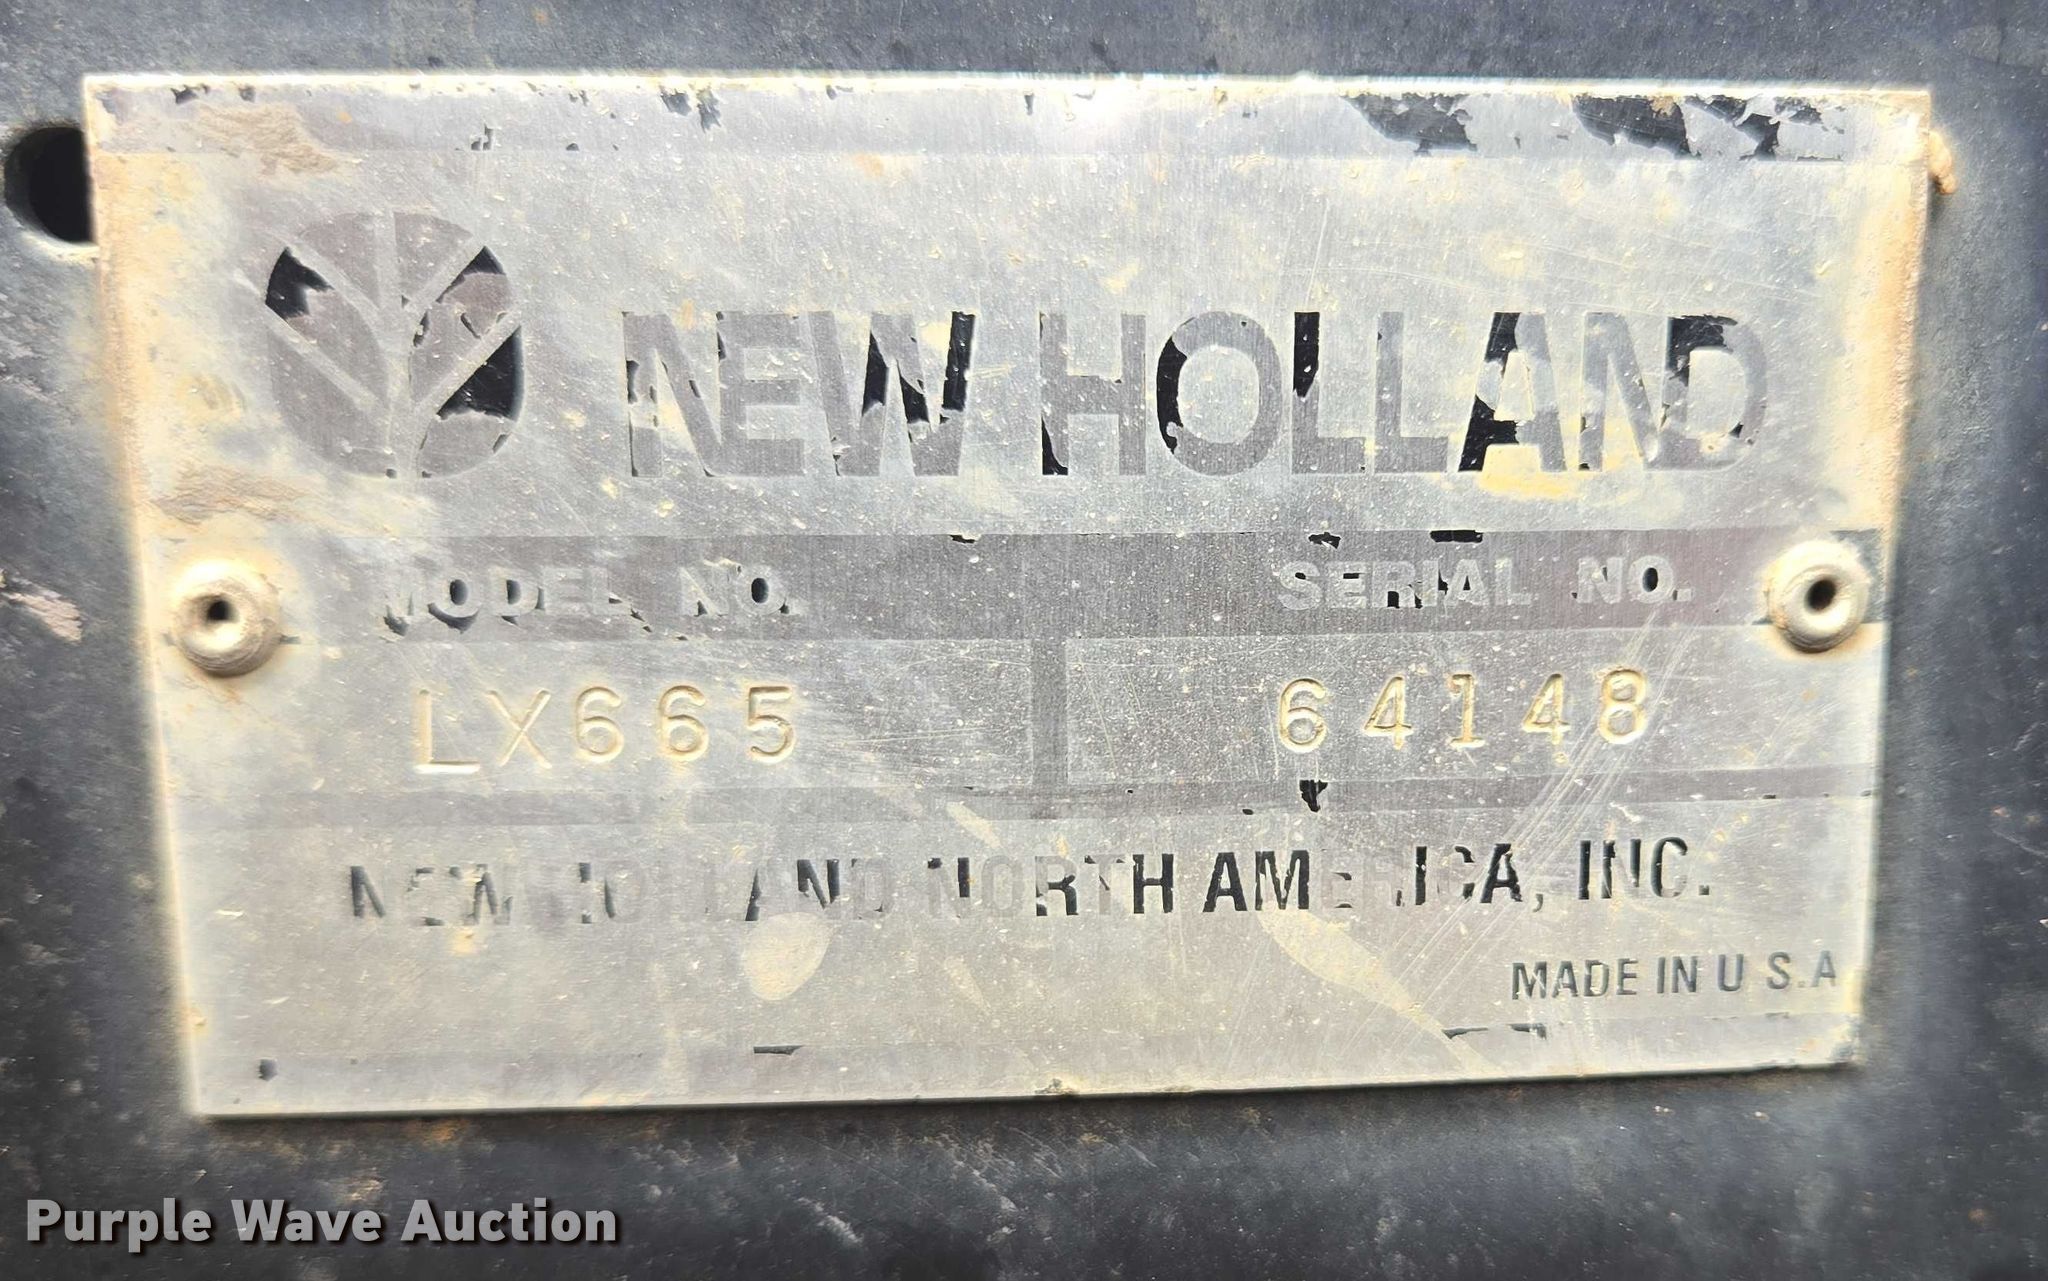 NEW HOLLAND
MODEL NO. SERIAL NO.
LX665 64148
NEW HOLLAND NORTH AMERICA, INC.
MADE IN U S.A
Purple Wave Auction